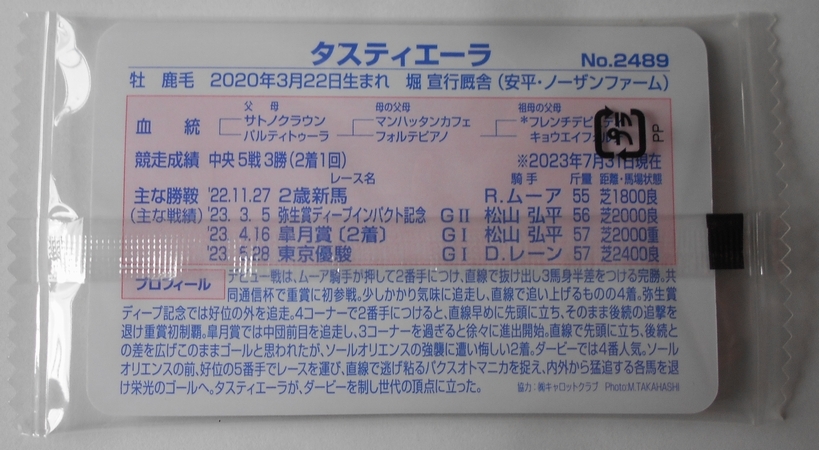 タスティエーラ No.2489
牡 鹿毛 2020年3月22日生まれ 堀 宣行厩舎（安平・ノーザンファーム）
父 母 母の父母 祖母の父母
血統 サトノクラウン マンハッタンカフェ *フレンチデピ
パルティトゥーラ フォルテピアノ キョウエイフォ
プラ
PP
競走成績 中央5戦3勝(2着1回) ※2023年7月31日現在
レース名 騎手 斤量 距離・馬場状態
主な勝鞍 '22.11.27 2歳新馬 R.ムーア 55 芝1800良
(主な戦績) '23. 3. 5 弥生賞ディープインパクト記念 GⅡ 松山 弘平 56 芝2000良
'23. 4.16 皐月賞〔2着〕 GⅠ 松山 弘平 57 芝2000重
'23. 5.28 東京優駿 GⅠ D.レーン 57 芝2400良
プロフィール デビュー戦は、ムーア騎手が押して2番手につけ、直線で抜け出し3馬身半差をつける完勝。共
同通信杯で重賞に初参戦。少しかかり気味に追走し、直線で追い上げるものの4着。弥生賞
ディープ記念では好位の外を追走。4コーナーで2番手につけると、直線早めに先頭に立ち、そのまま後続の追撃を
退け重賞初制覇。皐月賞では中団前目を追走し、3コーナーを過ぎると徐々に進出開始。直線で先頭に立ち、後続と
の差を広げこのままゴールと思われたが、ソールオリエンスの強襲に遭い悔しい2着。ダービーでは4番人気。ソール
オリエンスの前、好位の5番手でレースを運び、直線で逃げ粘るパクスオトマニカを捉え、内外から猛追する各馬を退
け栄光のゴールへ。タスティエーラが、ダービーを制し世代の頂点に立った。 協力：㈲キャロットクラブ Photo:M.TAKAHASHI